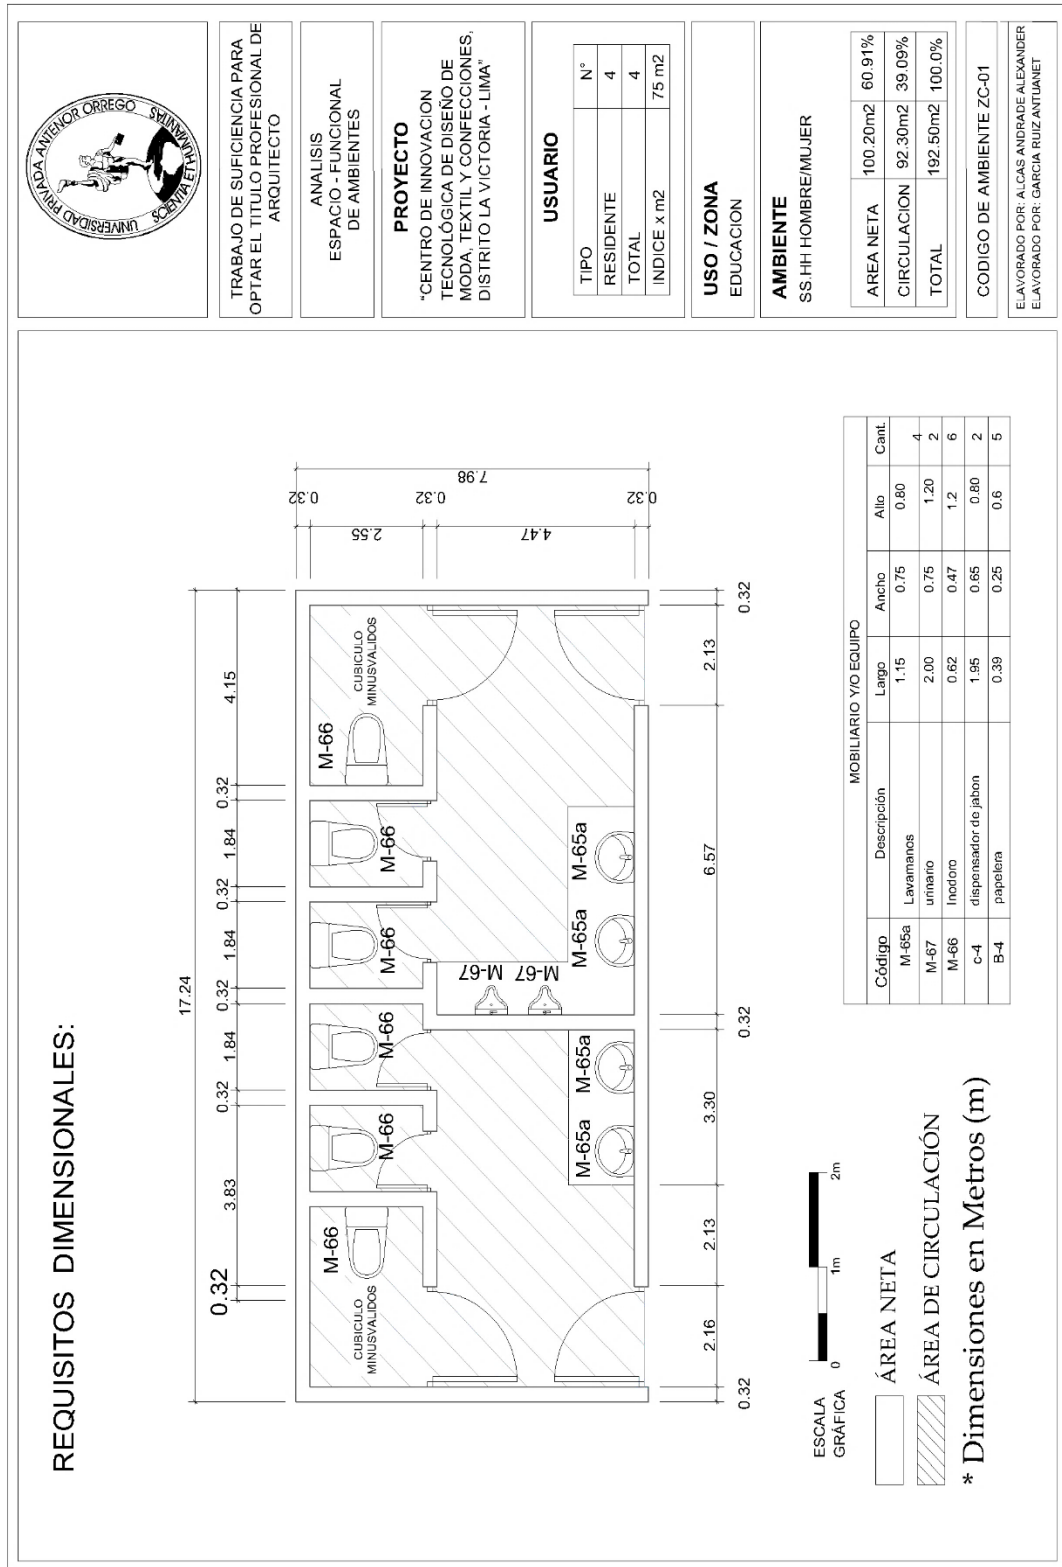 REQUISITOS DIMENSIONALES:
17.24
0.32
3.83
0.32
1.84
0.32
1.84
0.32
1.84
0.32
4.15
0.32
2.55
0.32
4.47
0.32
7.98
M-66
CUBICULO
MINUSVALIDOS
M-66
M-66
M-66
M-66
M-66
CUBICULO
MINUSVALIDOS
M-67
M-67
M-65a
M-65a
M-65a
M-65a
0.32
2.16
2.13
3.30
0.32
6.57
2.13
0.32
ESCALA
GRÁFICA
0
1m
2m
ÁREA NETA
ÁREA DE CIRCULACIÓN
* Dimensiones en Metros (m)
MOBILIARIO Y/O EQUIPO
Código Descripción Largo Ancho Alto Cant.
M-65a Lavamanos 1.15 0.75 0.80 4
M-67 urinario 2.00 0.75 1.20 2
M-66 Inodoro 0.62 0.47 1.2 6
c-4 dispensador de jabon 1.95 0.65 0.80 2
B-4 papelera 0.39 0.25 0.6 5
UNIVERSIDAD PRIVADA ANTENOR ORREGO
SCIENTIA ET HUMANITAS
TRABAJO DE SUFICIENCIA PARA
OPTAR EL TITULO PROFESIONAL DE
ARQUITECTO
ANALISIS
ESPACIO - FUNCIONAL
DE AMBIENTES
PROYECTO
"CENTRO DE INNOVACION
TECNOLÓGICA DE DISEÑO DE
MODA, TEXTIL Y CONFECCIONES,
DISTRITO LA VICTORIA - LIMA"
USUARIO
TIPO N°
RESIDENTE 4
TOTAL 4
INDICE x m2 75 m2
USO / ZONA
EDUCACION
AMBIENTE
SS.HH HOMBRE/MUJER
AREA NETA 100.20m2 60.91%
CIRCULACION 92.30m2 39.09%
TOTAL 192.50m2 100.0%
CODIGO DE AMBIENTE ZC-01
ELAVORADO POR: ALCAS ANDRADE ALEXANDER
ELAVORADO POR: GARCIA RUIZ ANTUANET